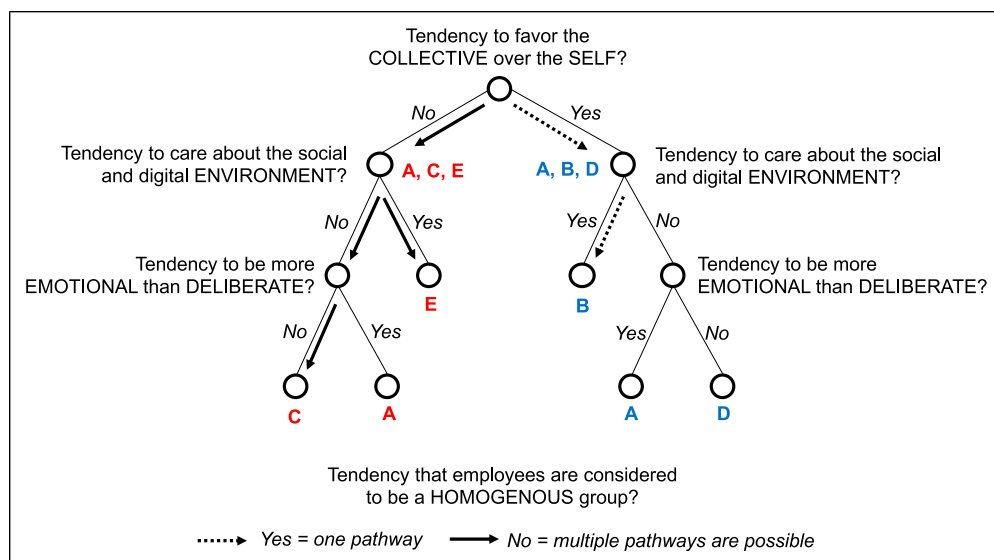 Tendency to favor the
COLLECTIVE over the SELF?
No
Yes
Tendency to care about the social
and digital ENVIRONMENT?
A, C, E
A, B, D
Tendency to care about the social
and digital ENVIRONMENT?
No
Yes
Yes
No
Tendency to be more
EMOTIONAL than DELIBERATE?
E
B
Tendency to be more
EMOTIONAL than DELIBERATE?
No
Yes
Yes
No
C
A
A
D
Tendency that employees are considered
to be a HOMOGENOUS group?
Yes = one pathway
No = multiple pathways are possible